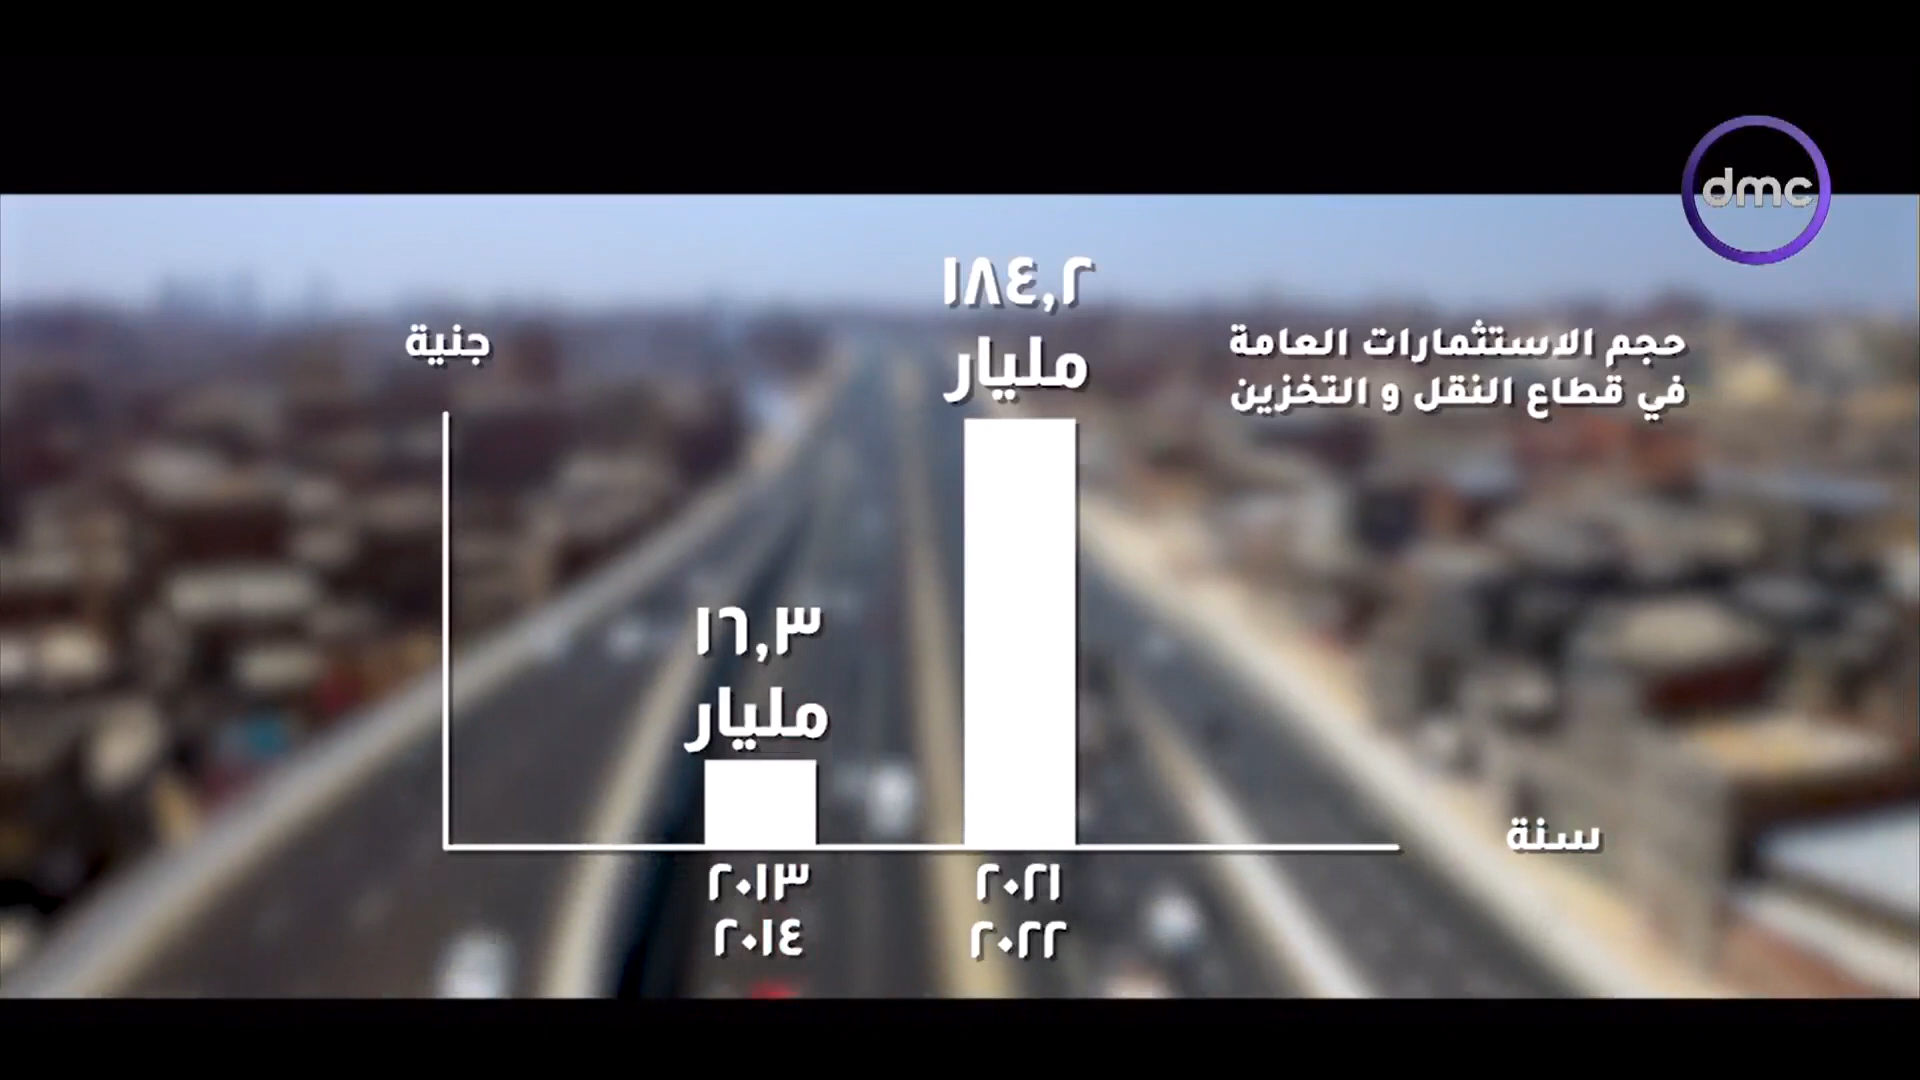 dmc
حجم الاستثمارات العامة
في قطاع النقل و التخزين
جنية
١٨٤,٢
مليار
١٦,٣
مليار
سنة
٢٠١٣
٢٠١٤
٢٠٢١
٢٠٢٢